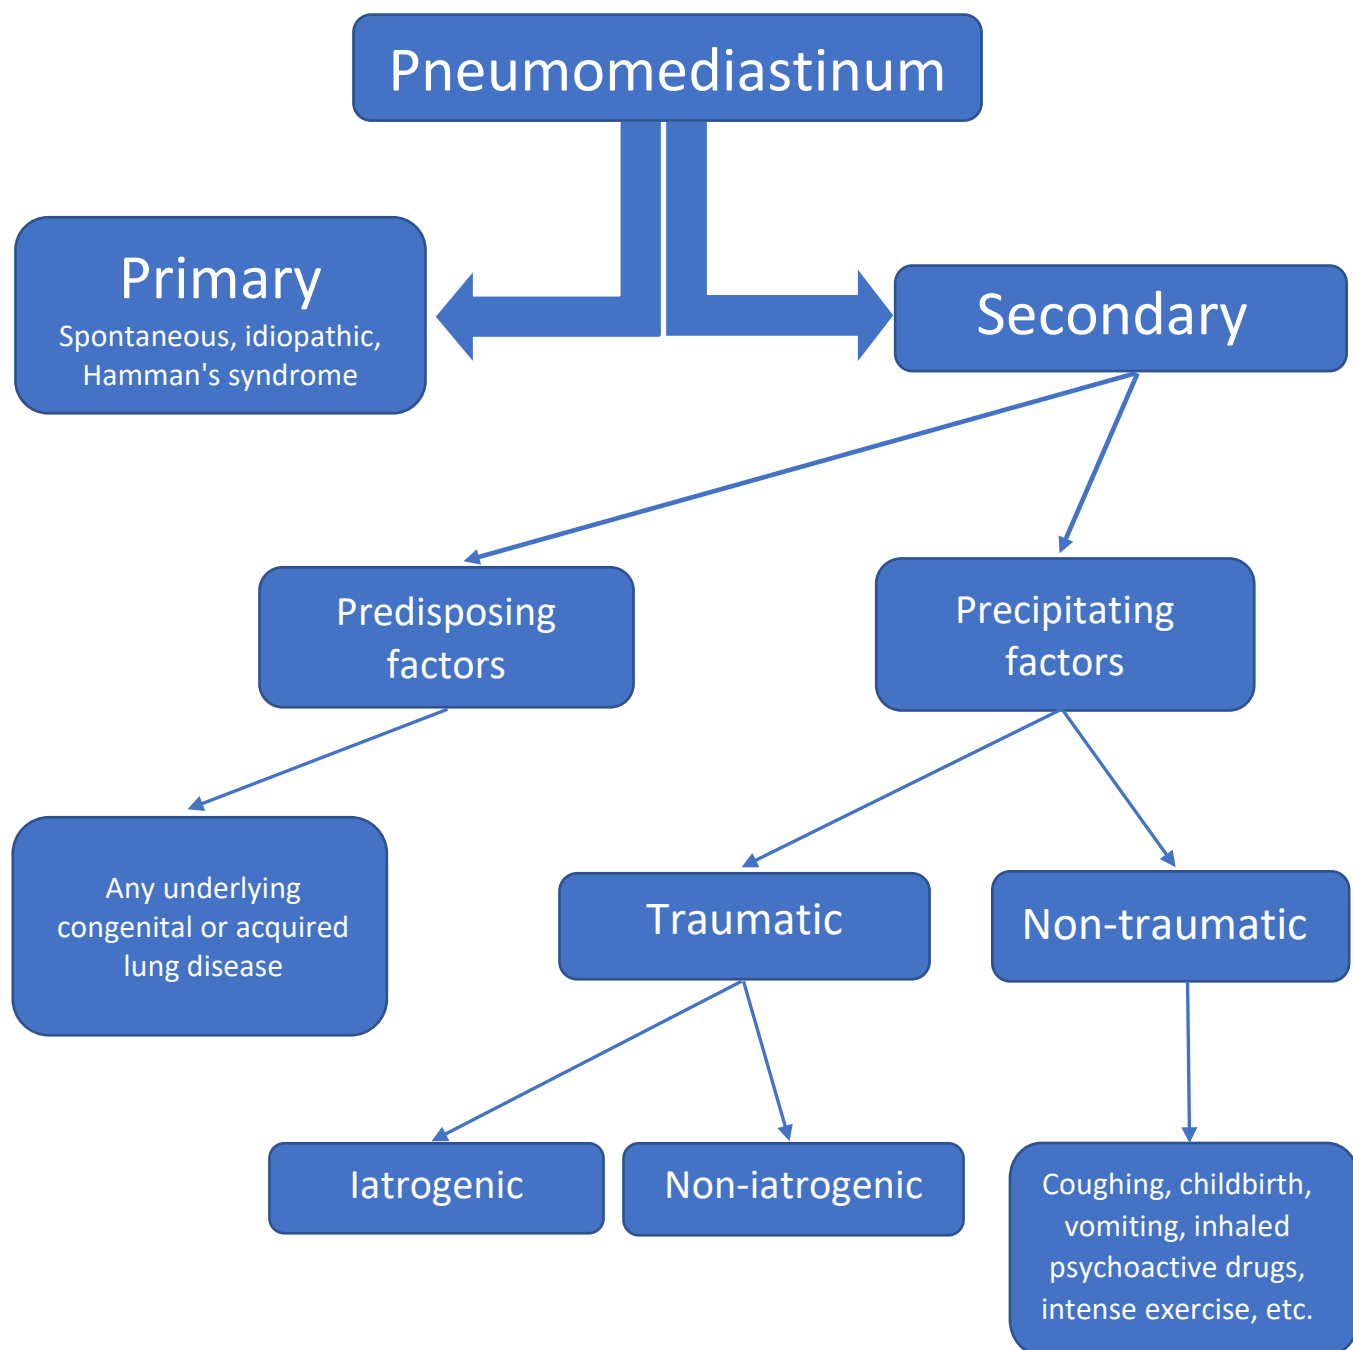 Pneumomediastinum
Primary
Spontaneous, idiopathic,
Hamman's syndrome
Secondary
Predisposing
factors
Precipitating
factors
Any underlying
congenital or acquired
lung disease
Traumatic
Non-traumatic
Iatrogenic
Non-iatrogenic
Coughing, childbirth,
vomiting, inhaled
psychoactive drugs,
intense exercise, etc.